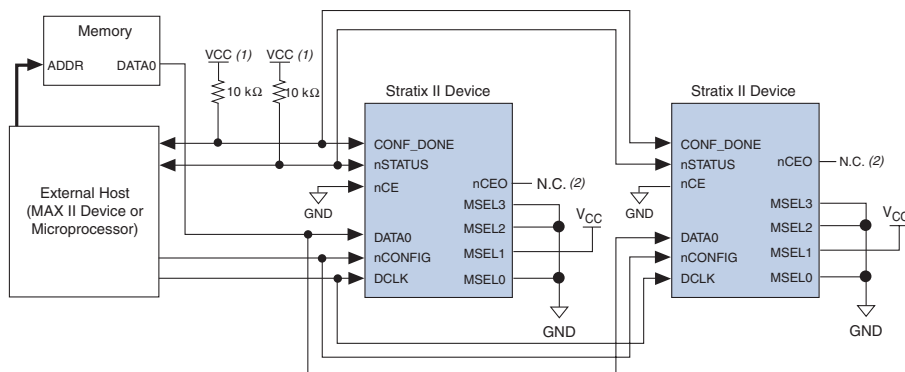 Memory
ADDR
DATA0
VCC (1)
VCC (1)
10 kΩ
10 kΩ
External Host
(MAX II Device or
Microprocessor)
GND
Stratix II Device
CONF_DONE
nSTATUS
nCE
DATA0
nCONFIG
DCLK
nCEO
MSEL3
MSEL2
MSEL1
MSEL0
N.C. (2)
VCC
GND
GND
Stratix II Device
CONF_DONE
nSTATUS
nCE
DATA0
nCONFIG
DCLK
nCEO
MSEL3
MSEL2
MSEL1
MSEL0
N.C. (2)
VCC
GND